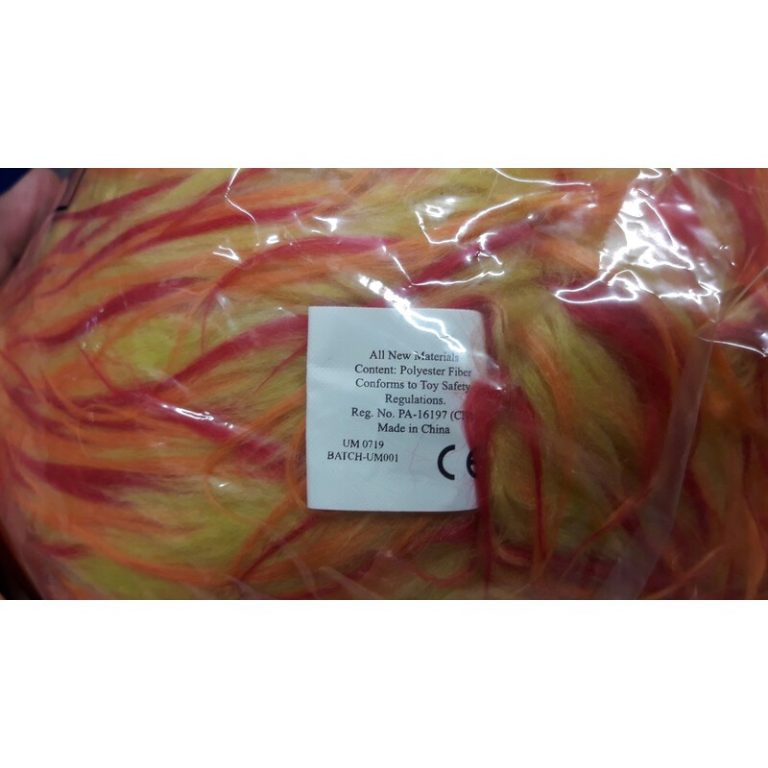 All New Materials
Content: Polyester Fiber
Conforms to Toy Safety
Regulations.
Reg. No. PA-16197 (C
Made in China
UM 0719
BATCH-UM001
CE